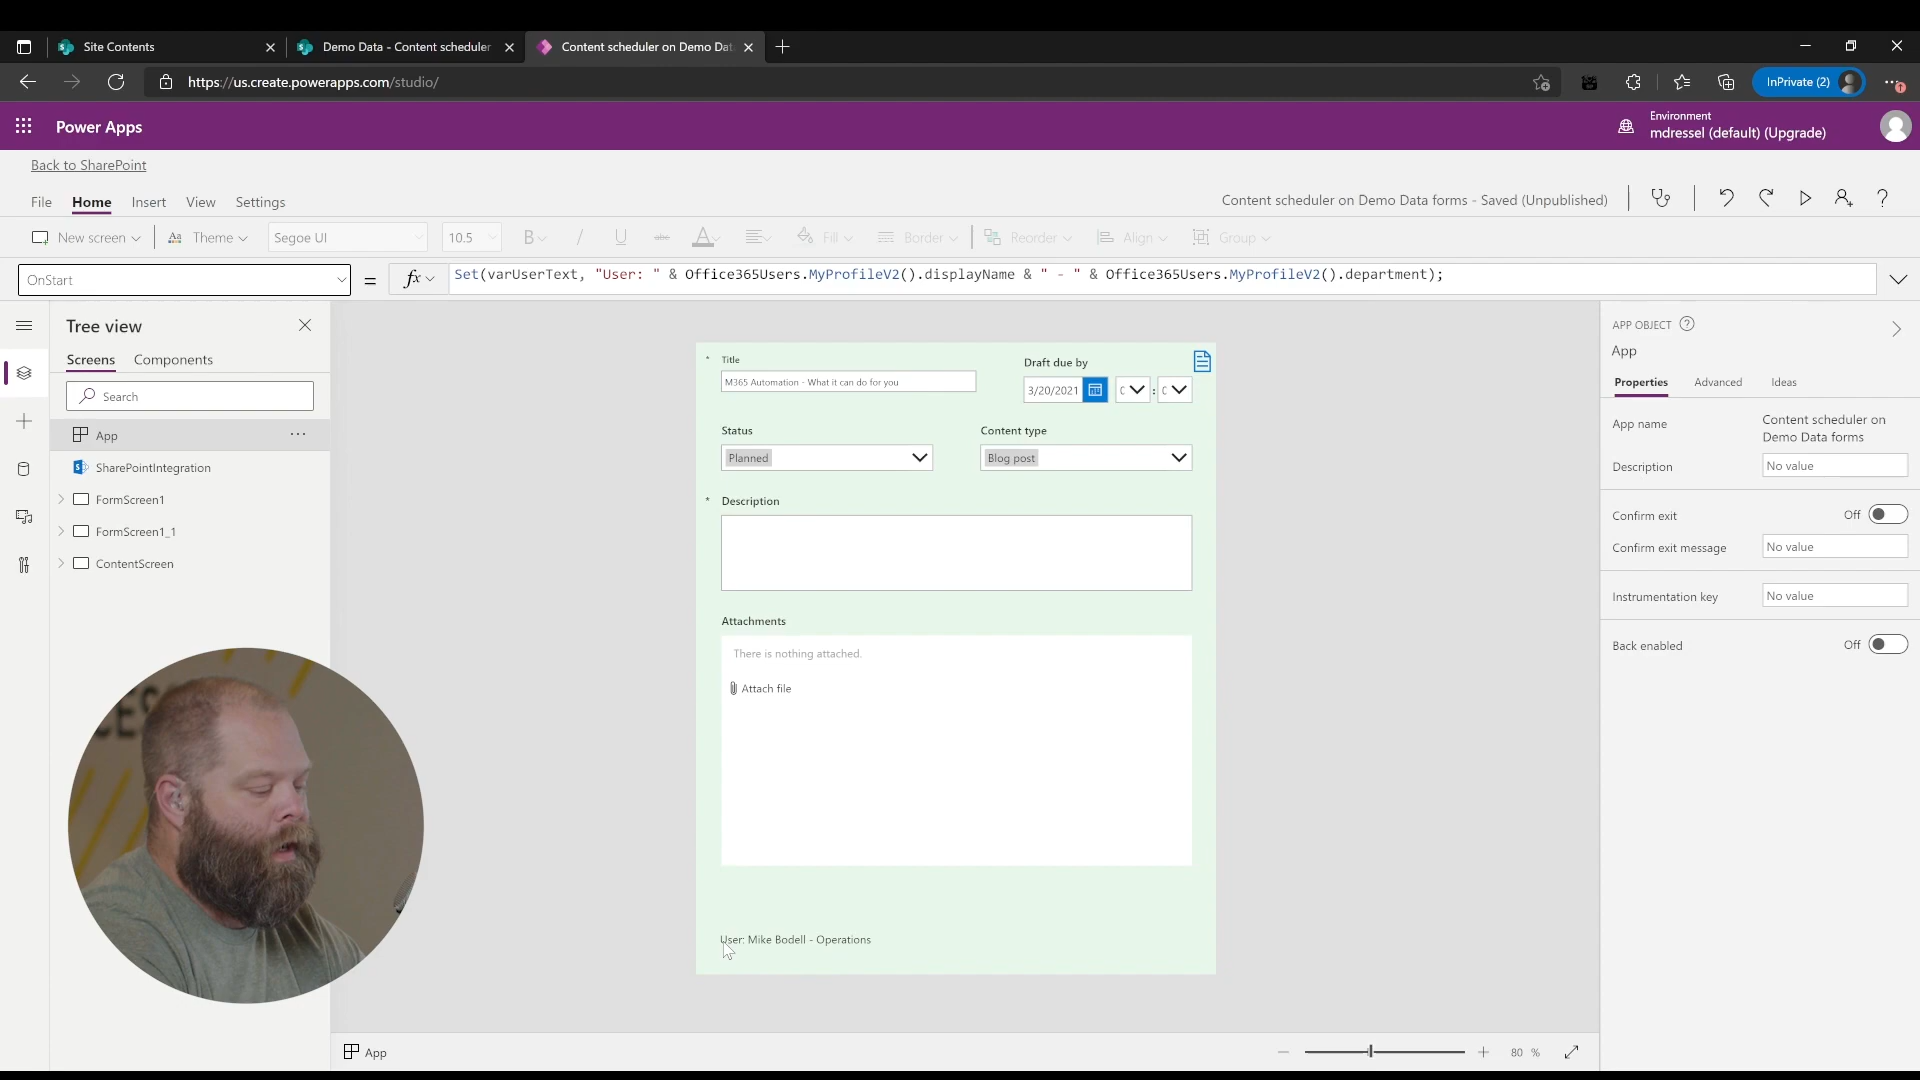 Site Contents
Demo Data - Content scheduler
Content scheduler on Demo Dat
https://us.create.powerapps.com/studio/
InPrivate (2)
Power Apps
Environment
mdressel (default) (Upgrade)
Back to SharePoint
File Home Insert View Settings
Content scheduler on Demo Data forms - Saved (Unpublished)
New screen Aa Theme Segoe UI 10.5 B / U abc A Fill Border Reorder Align Group
OnStart = fx Set(varUserText, "User: " & Office365Users.MyProfileV2().displayName & " - " & Office365Users.MyProfileV2().department);
Tree view
Screens Components
Search
App
SharePointIntegration
FormScreen1
FormScreen1_1
ContentScreen
* Title
M365 Automation - What it can do for you
Draft due by
3/20/2021 :
Status
Planned
Content type
Blog post
* Description
Attachments
There is nothing attached.
Attach file
User: Mike Bodell - Operations
APP OBJECT
App
Properties Advanced Ideas
App name Content scheduler on
Demo Data forms
Description No value
Confirm exit Off
Confirm exit message No value
Instrumentation key No value
Back enabled Off
App
80 %